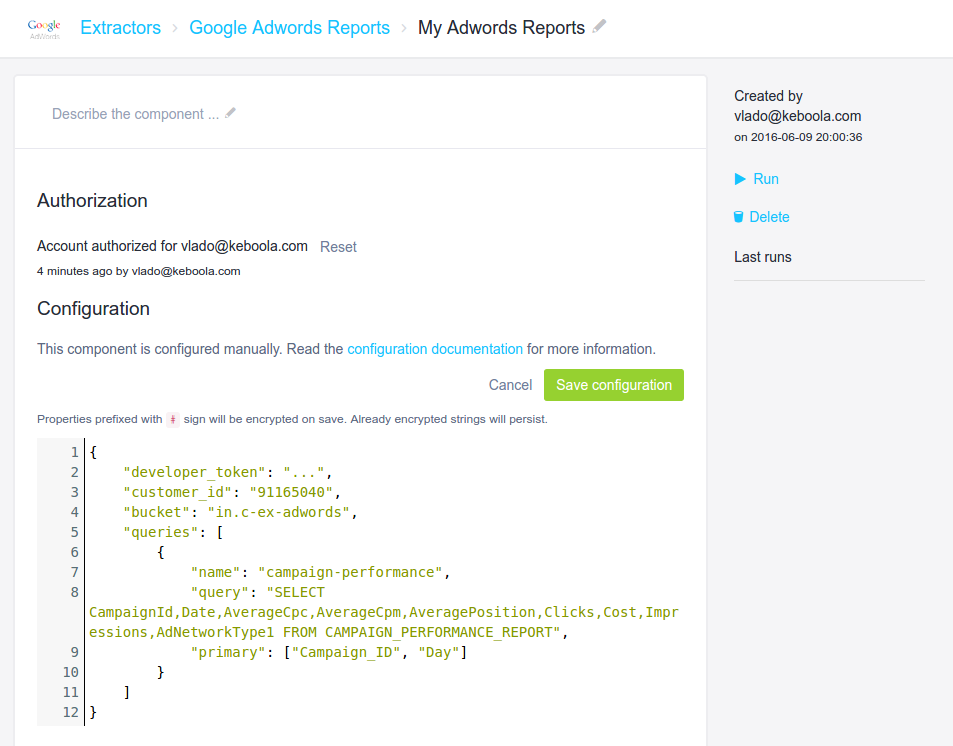 Google
AdWords
Extractors › Google Adwords Reports › My Adwords Reports
Describe the component ...
Authorization
Account authorized for vlado@keboola.com Reset
4 minutes ago by vlado@keboola.com
Configuration
This component is configured manually. Read the configuration documentation for more information.
Cancel Save configuration
Properties prefixed with # sign will be encrypted on save. Already encrypted strings will persist.
1 {
2     "developer_token": "...",
3     "customer_id": "91165040",
4     "bucket": "in.c-ex-adwords",
5     "queries": [
6         {
7             "name": "campaign-performance",
8             "query": "SELECT
CampaignId,Date,AverageCpc,AverageCpm,AveragePosition,Clicks,Cost,Impr
essions,AdNetworkType1 FROM CAMPAIGN_PERFORMANCE_REPORT",
9             "primary": ["Campaign_ID", "Day"]
10         }
11     ]
12 }
Created by
vlado@keboola.com
on 2016-06-09 20:00:36
Run
Delete
Last runs